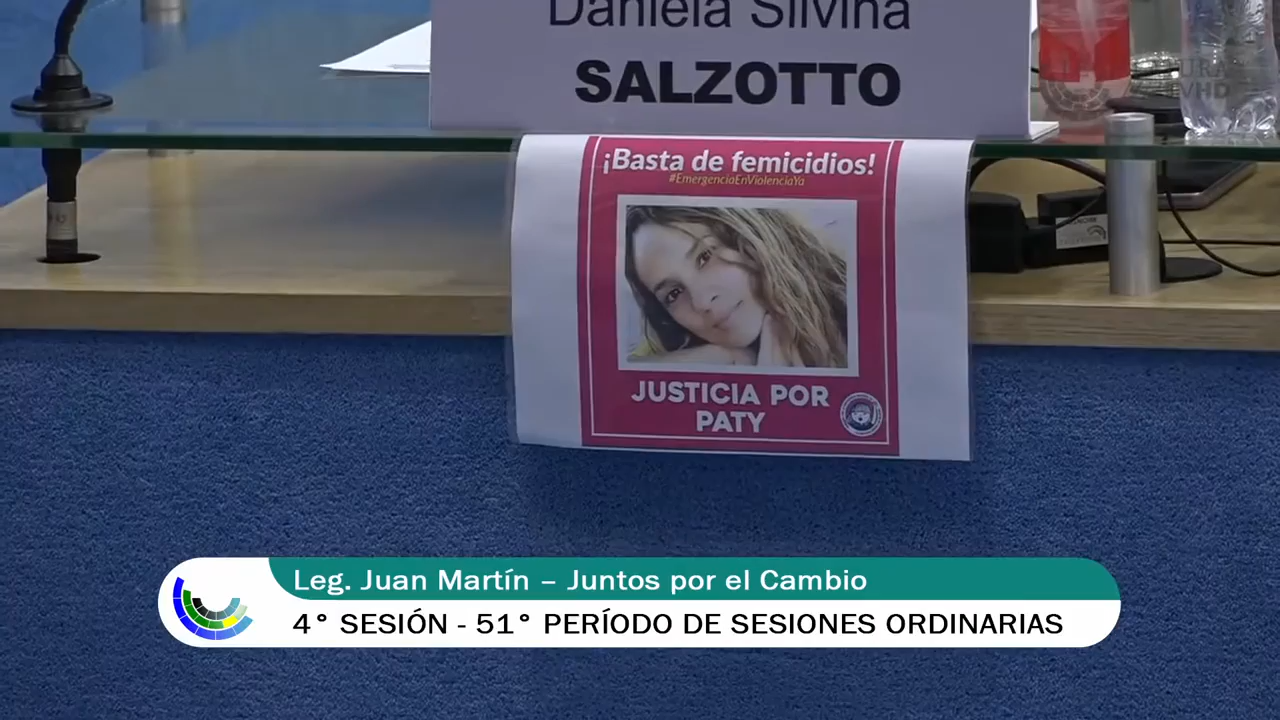 Daniela Silvina
SALZOTTO
¡Basta de femicidios!
#EmergenciaEnViolenciaYa
JUSTICIA POR
PATY
Leg. Juan Martín – Juntos por el Cambio
4° SESIÓN - 51° PERÍODO DE SESIONES ORDINARIAS